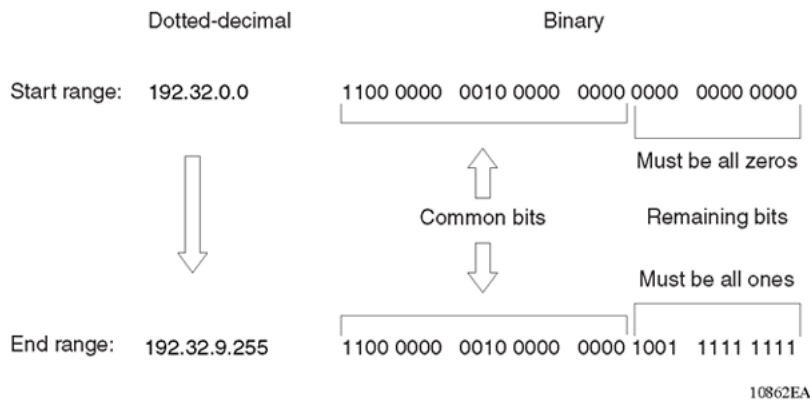 Dotted-decimal Binary
Start range: 192.32.0.0 1100 0000 0010 0000 0000 0000 0000 0000
Must be all zeros
Common bits Remaining bits
Must be all ones
End range: 192.32.9.255 1100 0000 0010 0000 0000 1001 1111 1111
10862EA